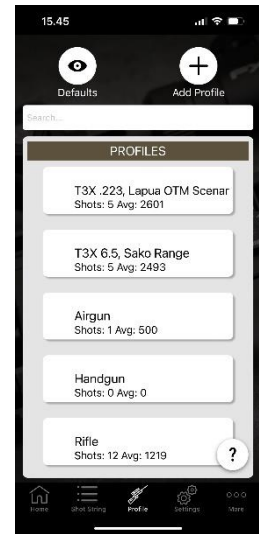 15.45
Defaults
Add Profile
Search...
PROFILES
T3X .223, Lapua OTM Scenar
Shots: 5 Avg: 2601
T3X 6.5, Sako Range
Shots: 5 Avg: 2493
Airgun
Shots: 1 Avg: 500
Handgun
Shots: 0 Avg: 0
Rifle
Shots: 12 Avg: 1219
?
Home
Shot String
Profile
Settings
More